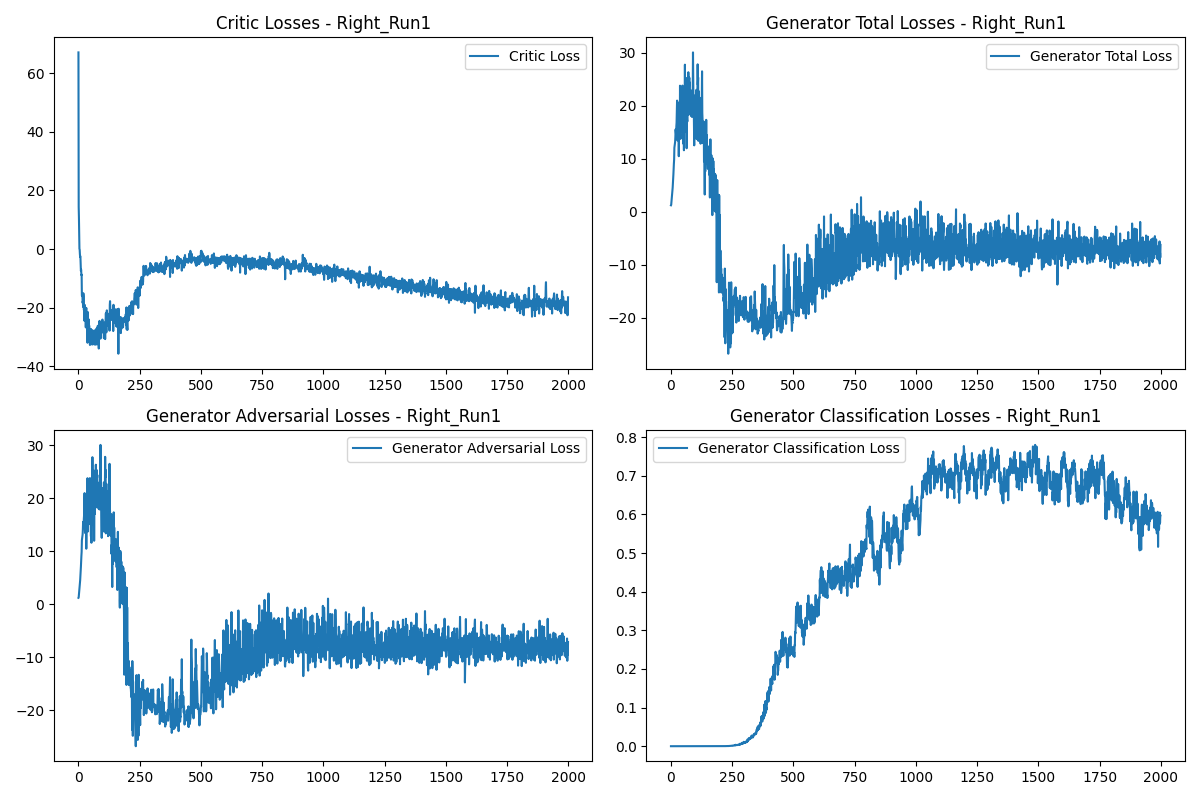 Critic Losses - Right_Run1
Critic Loss
60
40
20
0
−20
−40
0 250 500 750 1000 1250 1500 1750 2000
Generator Total Losses - Right_Run1
Generator Total Loss
30
20
10
0
−10
−20
0 250 500 750 1000 1250 1500 1750 2000
Generator Adversarial Losses - Right_Run1
Generator Adversarial Loss
30
20
10
0
−10
−20
0 250 500 750 1000 1250 1500 1750 2000
Generator Classification Losses - Right_Run1
Generator Classification Loss
0.8
0.7
0.6
0.5
0.4
0.3
0.2
0.1
0.0
0 250 500 750 1000 1250 1500 1750 2000